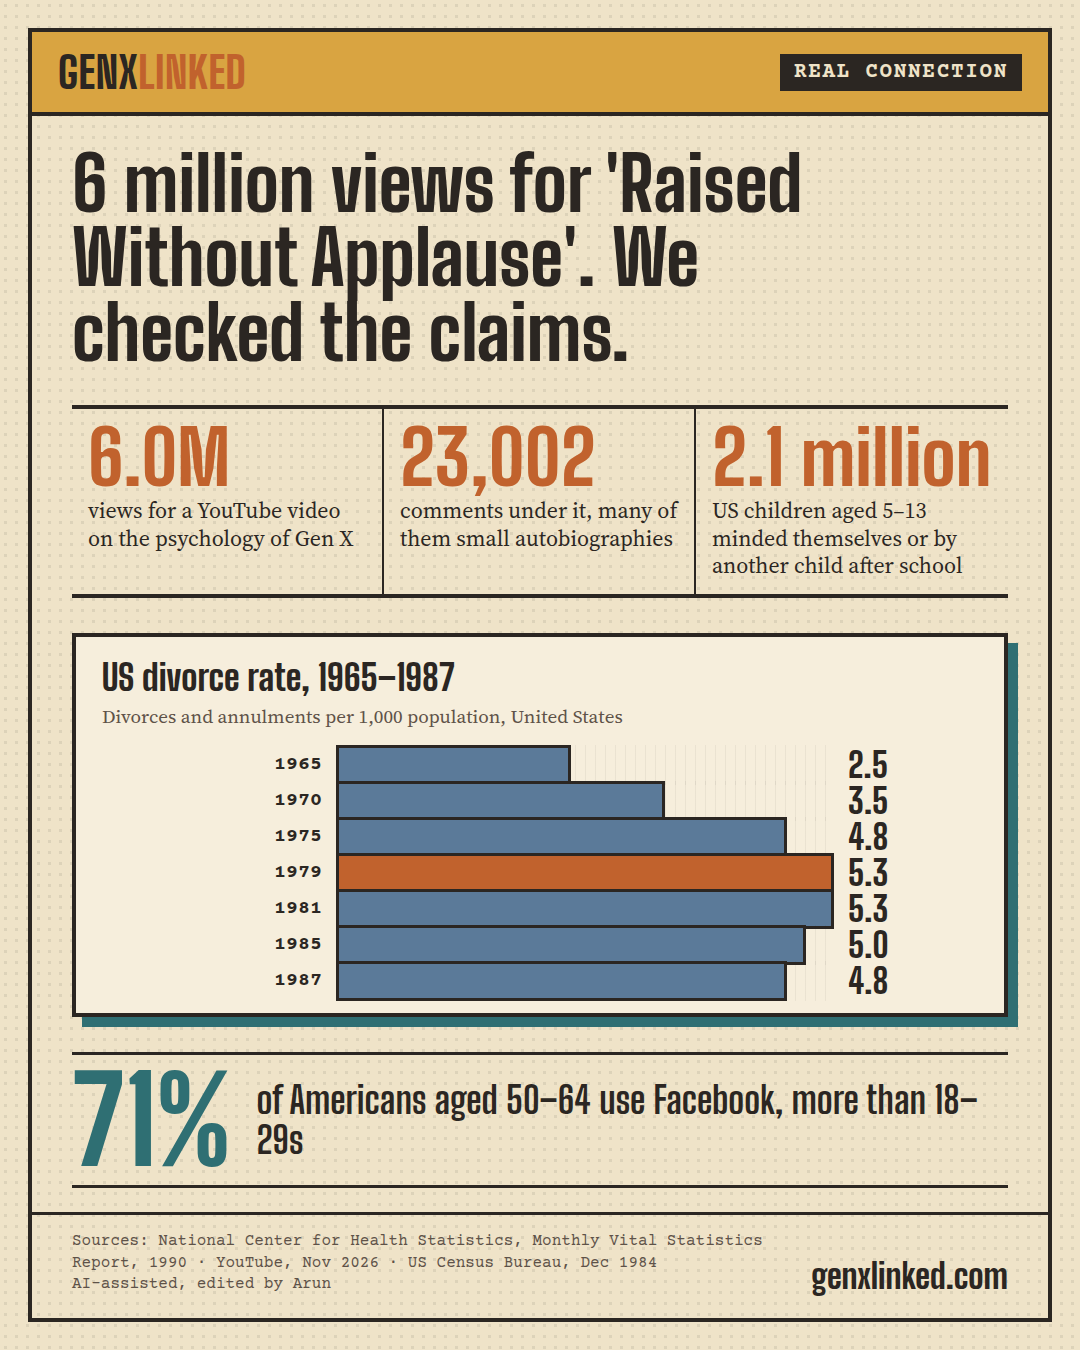 GENXLINKED
REAL CONNECTION
6 million views for 'Raised
Without Applause'. We
checked the claims.
6.0M
views for a YouTube video
on the psychology of Gen X
23,002
comments under it, many of
them small autobiographies
2.1 million
US children aged 5–13
minded themselves or by
another child after school
US divorce rate, 1965–1987
Divorces and annulments per 1,000 population, United States
1965 2.5
1970 3.5
1975 4.8
1979 5.3
1981 5.3
1985 5.0
1987 4.8
71%
of Americans aged 50–64 use Facebook, more than 18–
29s
Sources: National Center for Health Statistics, Monthly Vital Statistics
Report, 1990 · YouTube, Nov 2026 · US Census Bureau, Dec 1984
AI-assisted, edited by Arun
genxlinked.com